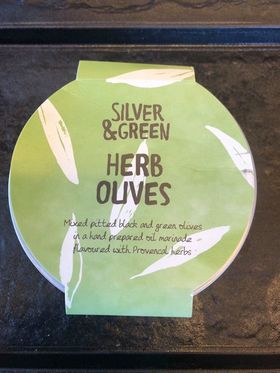 SILVER
&GREEN
HERB
OLIVES
Mixed pitted black and green olives
in a hand prepared oil marinade
flavoured with Provencal herbs